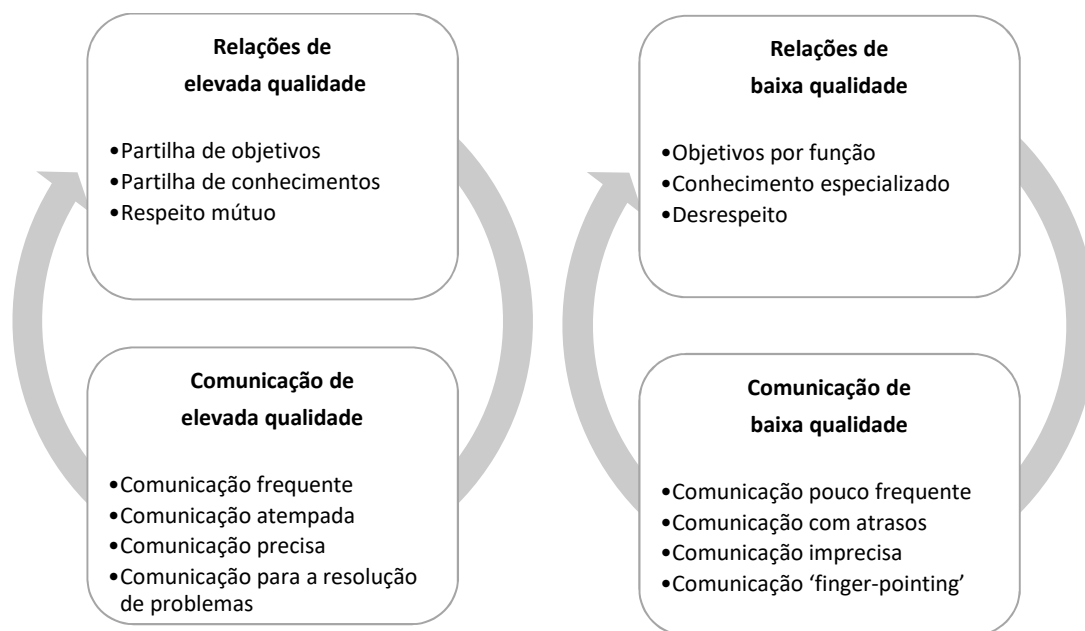 Relações de
elevada qualidade
•Partilha de objetivos
•Partilha de conhecimentos
•Respeito mútuo
Comunicação de
elevada qualidade
•Comunicação frequente
•Comunicação atempada
•Comunicação precisa
•Comunicação para a resolução
de problemas
Relações de
baixa qualidade
•Objetivos por função
•Conhecimento especializado
•Desrespeito
Comunicação de
baixa qualidade
•Comunicação pouco frequente
•Comunicação com atrasos
•Comunicação imprecisa
•Comunicação ‘finger-pointing’